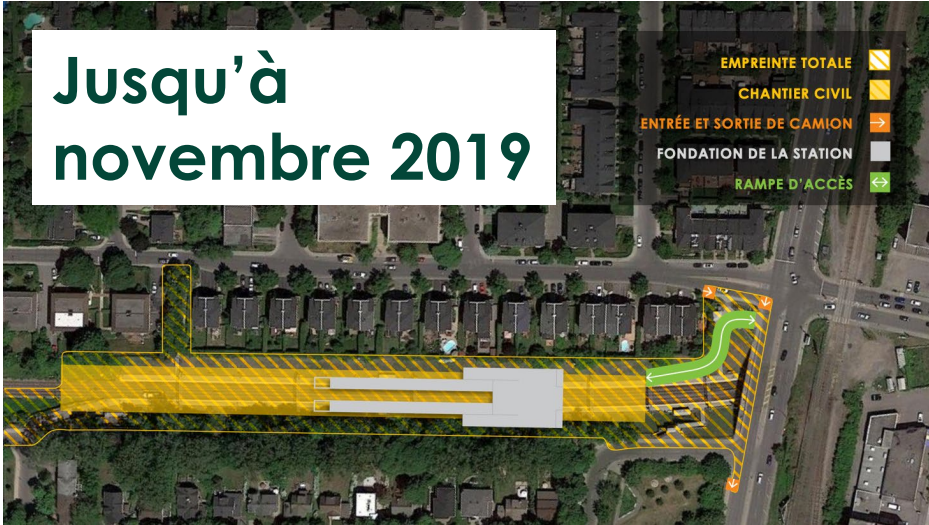 Jusqu'à
novembre 2019
EMPREINTE TOTALE
CHANTIER CIVIL
ENTRÉE ET SORTIE DE CAMION
FONDATION DE LA STATION
RAMPE D'ACCÈS